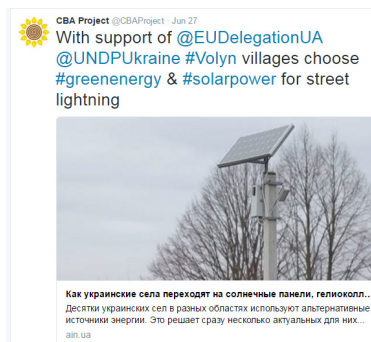 CBA Project @CBAProject · Jun 27
With support of @EUDelegationUA
@UNDPUkraine #Volyn villages choose
#greenenergy & #solarpower for street
lightning
Как украинские села переходят на солнечные панели, гелиоколл...
Десятки украинских сел в разных областях используют альтернативные
источники энергии. Это решает сразу несколько актуальных для них...
ain.ua